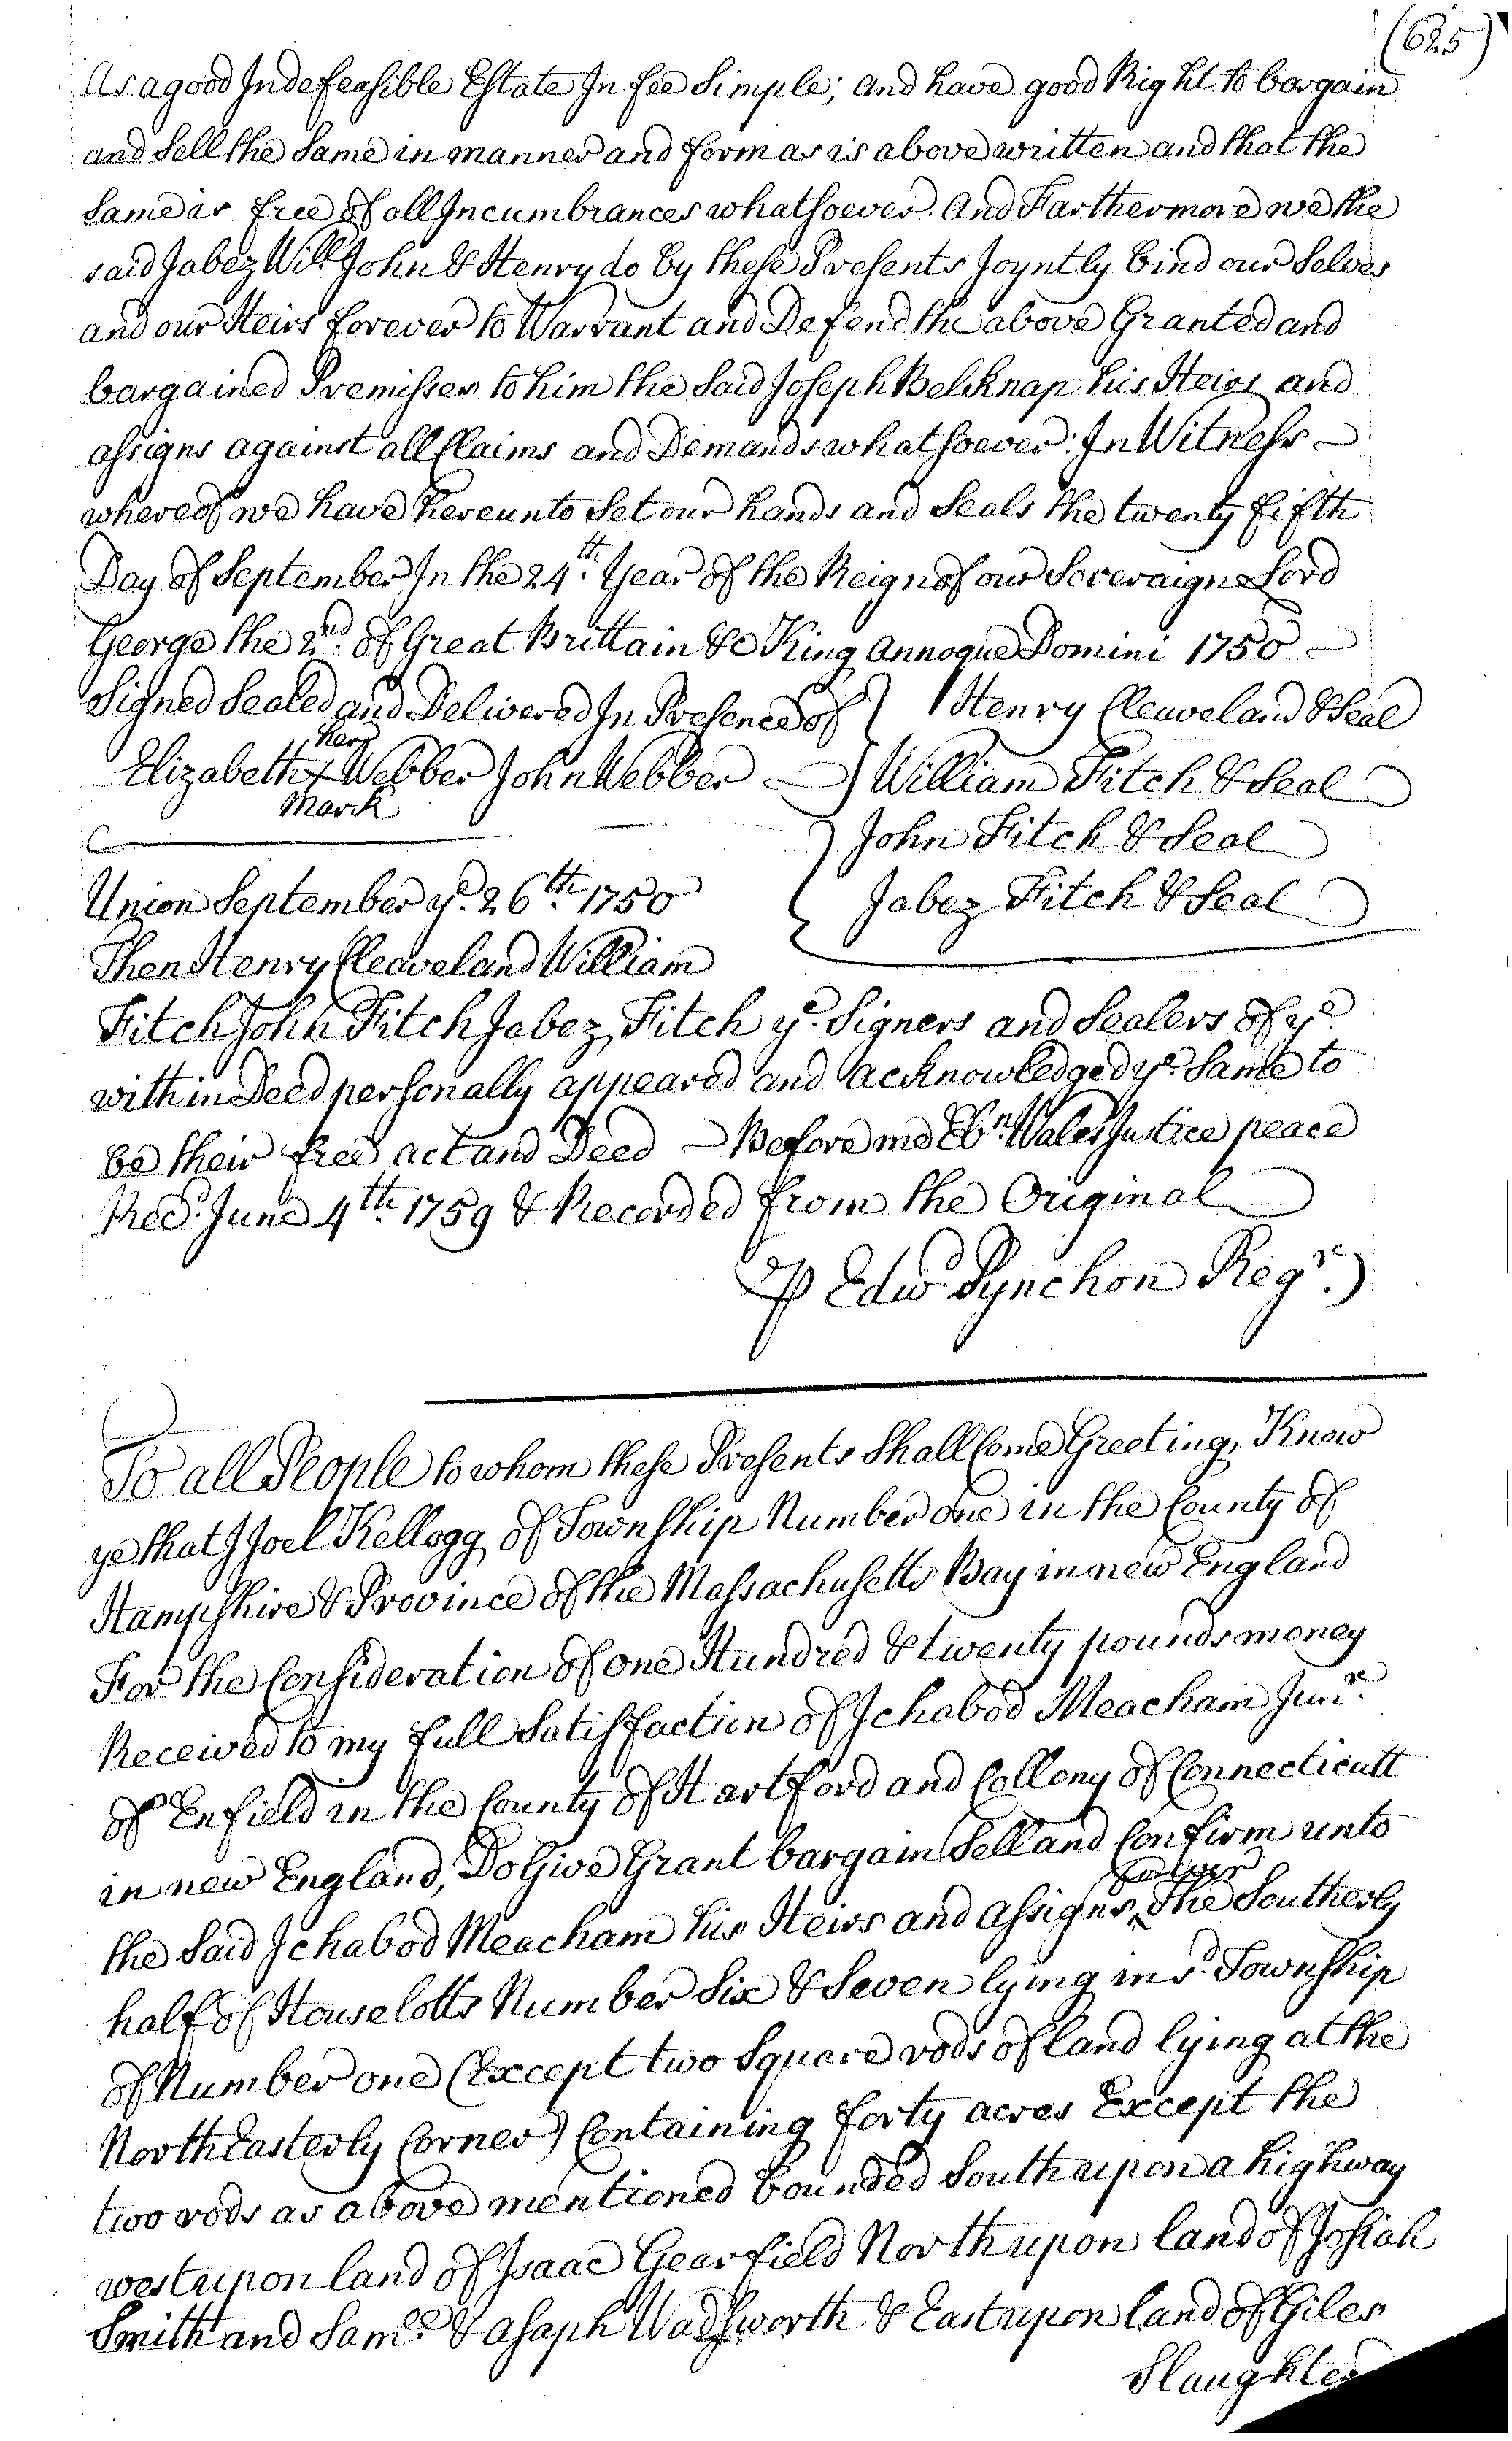 (625)
As a good Indefeasible Estate In fee Simple; and have good Right to bargain
and Sell the Same in manner and form as is above written and that the
Same is free of all Incumbrances whatsoever. And Farthermore we the
said Jabez Willm John & Henry do by these Presents Joyntly bind our Selves
and our Heirs forever to Warrant and Defend the above Granted and
bargained Premisses to him the Said Joseph Belknap his Heirs and
assigns against all Claims and Demands whatsoever: In Witness —
whereof we have hereunto Set our hands and Seals the twenty fifth
Day of September In the 24th. Year of the Reign of our Soveraigne Lord
George the 2nd. of Great Brittain &c King Annoque Domini 1750 —
Signed Sealed and Delivered In Presence of } Henry Cleaveland & Seal
her
Elizabeth × Webber John Webber — } William Fitch & Seal
Mark
John Fitch & Seal
Jabez Fitch & Seal
Union September ye. 26th. 1750
Then Henry Cleaveland William
Fitch John Fitch Jabez Fitch ye. Signers and Sealers of ye.
within Deed personally appeared and acknowledged ye. Same to
be their free act and Deed — Before me Ebnr. Wales Justice peace
Recd. June 4th. 1759 & Recorded from the Original
⅌ Edwd. Pynchon Regr.)
To all People to whom these Presents Shall Come Greeting, Know
ye that I Joel Kellogg of Township Number one in the County of
Hampshire & Province of the Massachusetts Bay in new England
For the Consideration of one Hundred & twenty pounds money
Received to my full Satisfaction of Ichabod Meacham Junr.
of Enfield in the County of Hartford and Collony of Connecticutt
in new England, Do Give Grant bargain Sell and Confirm unto
forever
the Said Ichabod Meacham his Heirs and assigns ‸ The Southerly
half of House lotts Number Six & Seven lying in sd. Township
of Number one (Except two Square rods of land lying at the
North Easterly Corner) Containing forty acres Except the
two rods as above mentioned bounded South upon a highway
west upon land of Isaac Gearfield North upon land of Josiah
Smith and Samll. & Asaph Wadsworth & East upon land of Giles
Slaughter